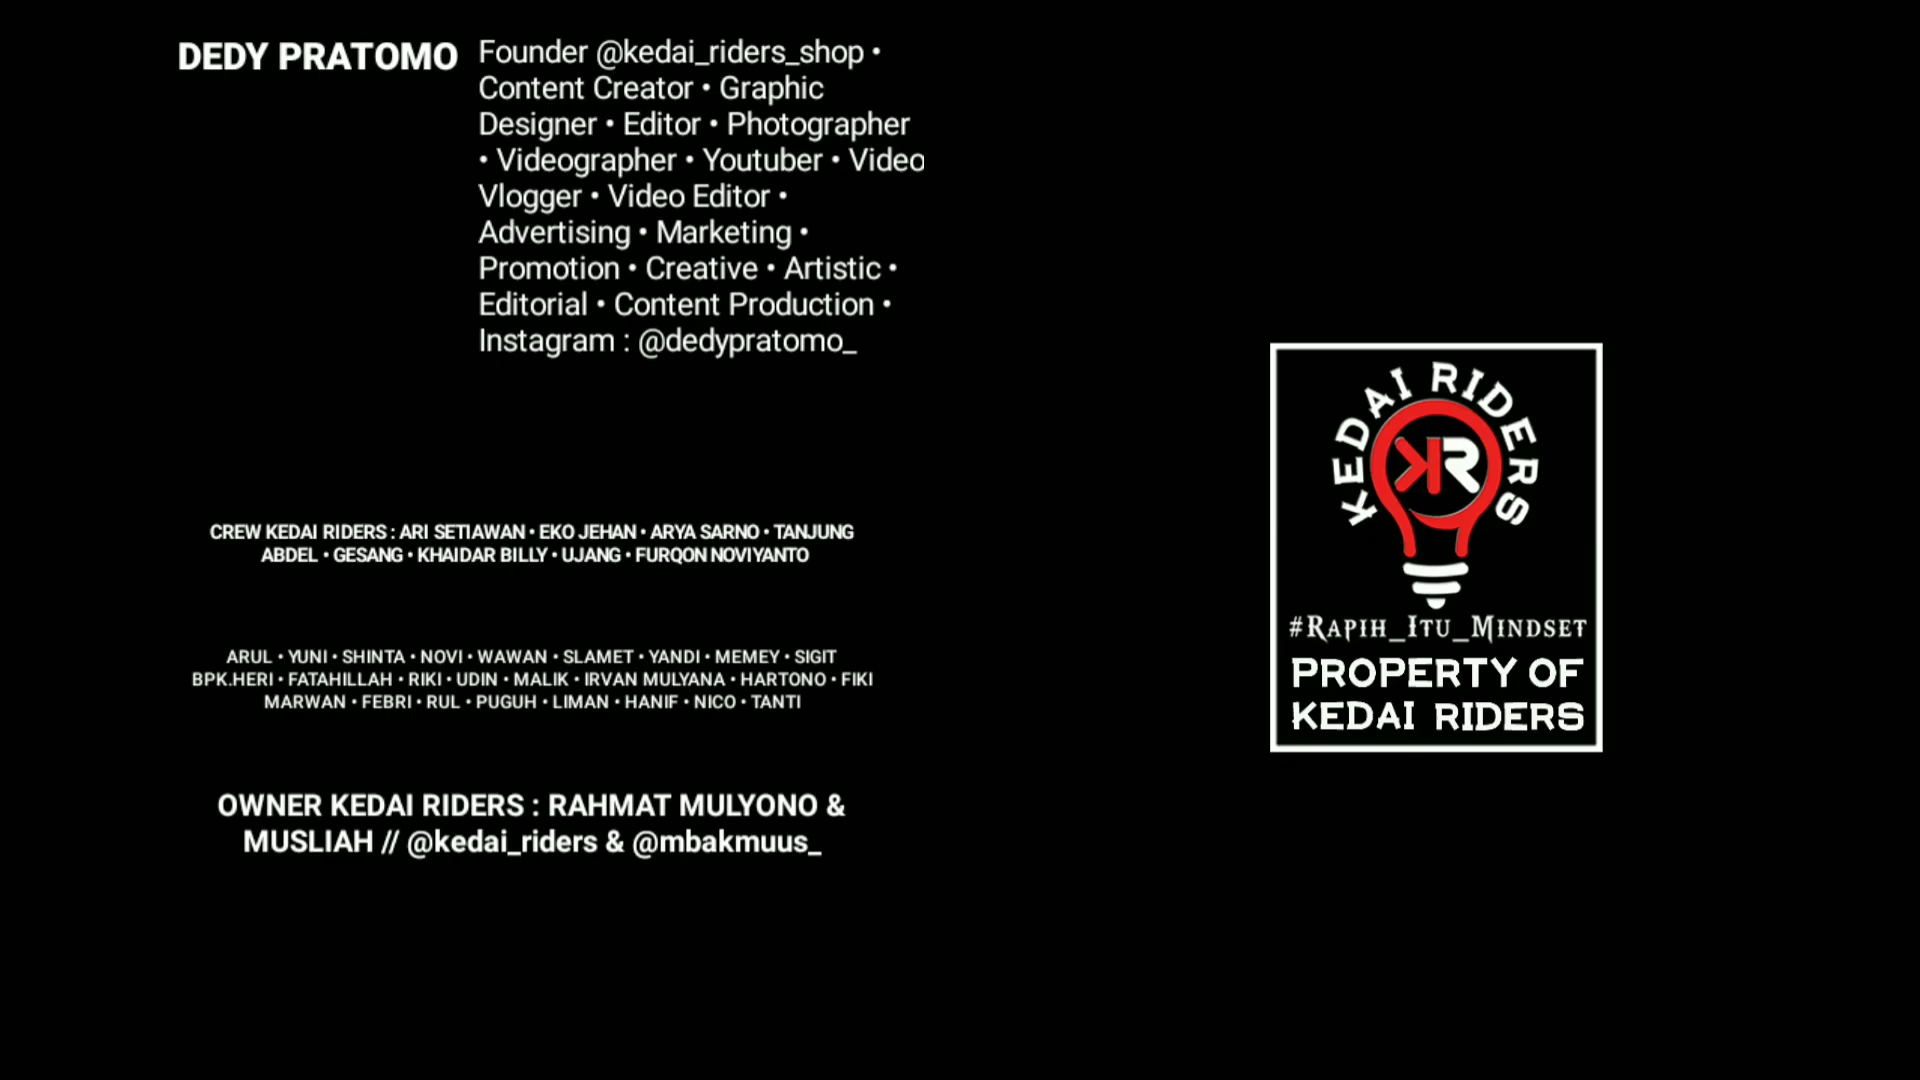 DEDY PRATOMO
Founder @kedai_riders_shop •
Content Creator • Graphic
Designer • Editor • Photographer
• Videographer • Youtuber • Video
Vlogger • Video Editor •
Advertising • Marketing •
Promotion • Creative • Artistic •
Editorial • Content Production •
Instagram : @dedypratomo_
CREW KEDAI RIDERS : ARI SETIAWAN • EKO JEHAN • ARYA SARNO • TANJUNG
ABDEL • GESANG • KHAIDAR BILLY • UJANG • FURQON NOVIYANTO
ARUL • YUNI • SHINTA • NOVI • WAWAN • SLAMET • YANDI • MEMEY • SIGIT
BPK.HERI • FATAHILLAH • RIKI • UDIN • MALIK • IRVAN MULYANA • HARTONO • FIKI
MARWAN • FEBRI • RUL • PUGUH • LIMAN • HANIF • NICO • TANTI
OWNER KEDAI RIDERS : RAHMAT MULYONO &
MUSLIAH // @kedai_riders & @mbakmuus_
KEDAI RIDERS
KR
#RAPIH_ITU_MINDSET
PROPERTY OF
KEDAI RIDERS